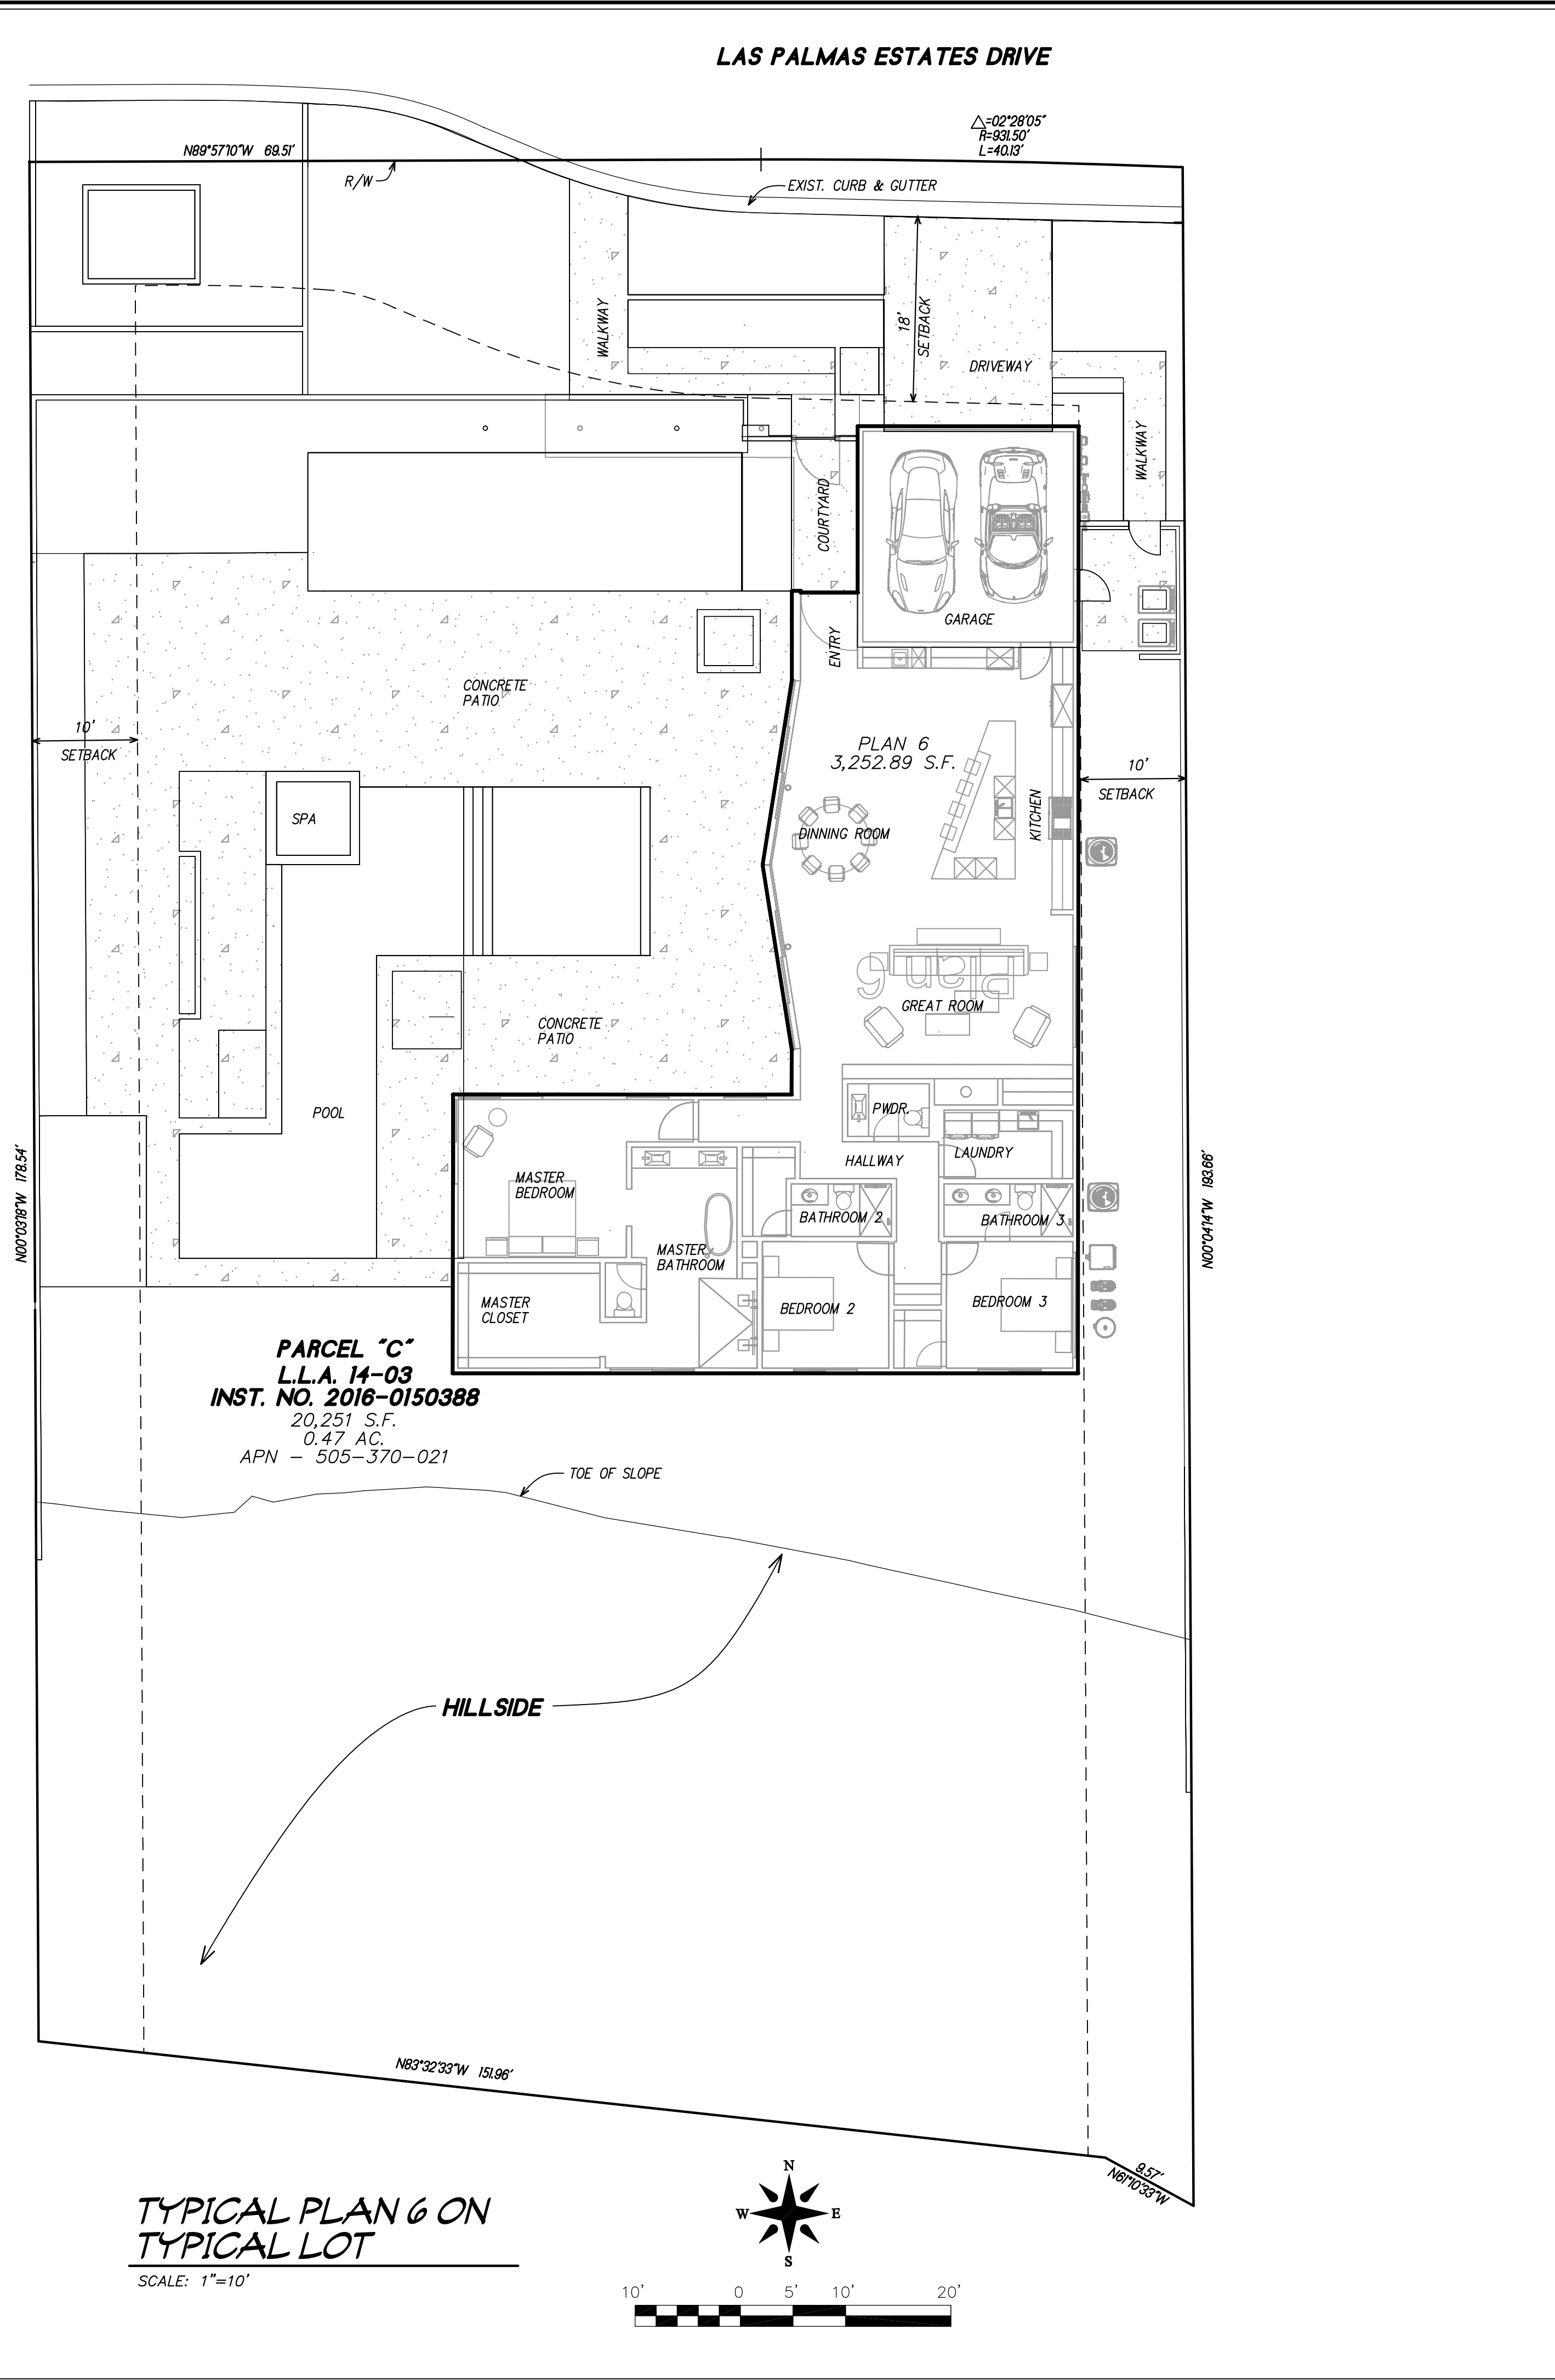 LAS PALMAS ESTATES DRIVE
△=02°28'05"
R=931.50'
L=40.13'
N89°57'10"W 69.51'
R/W
EXIST. CURB & GUTTER
WALKWAY
18'
SETBACK
DRIVEWAY
WALKWAY
COURTYARD
GARAGE
ENTRY
CONCRETE
PATIO
10'
SETBACK
PLAN 6
3,252.89 S.F.
10'
SETBACK
SPA
DINNING ROOM
KITCHEN
Plan 6
GREAT ROOM
CONCRETE
PATIO
POOL
PWDR.
HALLWAY
LAUNDRY
MASTER
BEDROOM
BATHROOM 2
BATHROOM 3
MASTER
BATHROOM
MASTER
CLOSET
BEDROOM 2
BEDROOM 3
N00°03'18"W 178.54'
N00°04'14"W 193.66'
PARCEL "C"
L.L.A. 14-03
INST. NO. 2016-0150388
20,251 S.F.
0.47 AC.
APN - 505-370-021
TOE OF SLOPE
HILLSIDE
N83°32'33"W 151.96'
9.57'
N61°10'33"W
TYPICAL PLAN 6 ON
TYPICAL LOT
SCALE: 1"=10'
N
W
E
S
10' 0 5' 10' 20'